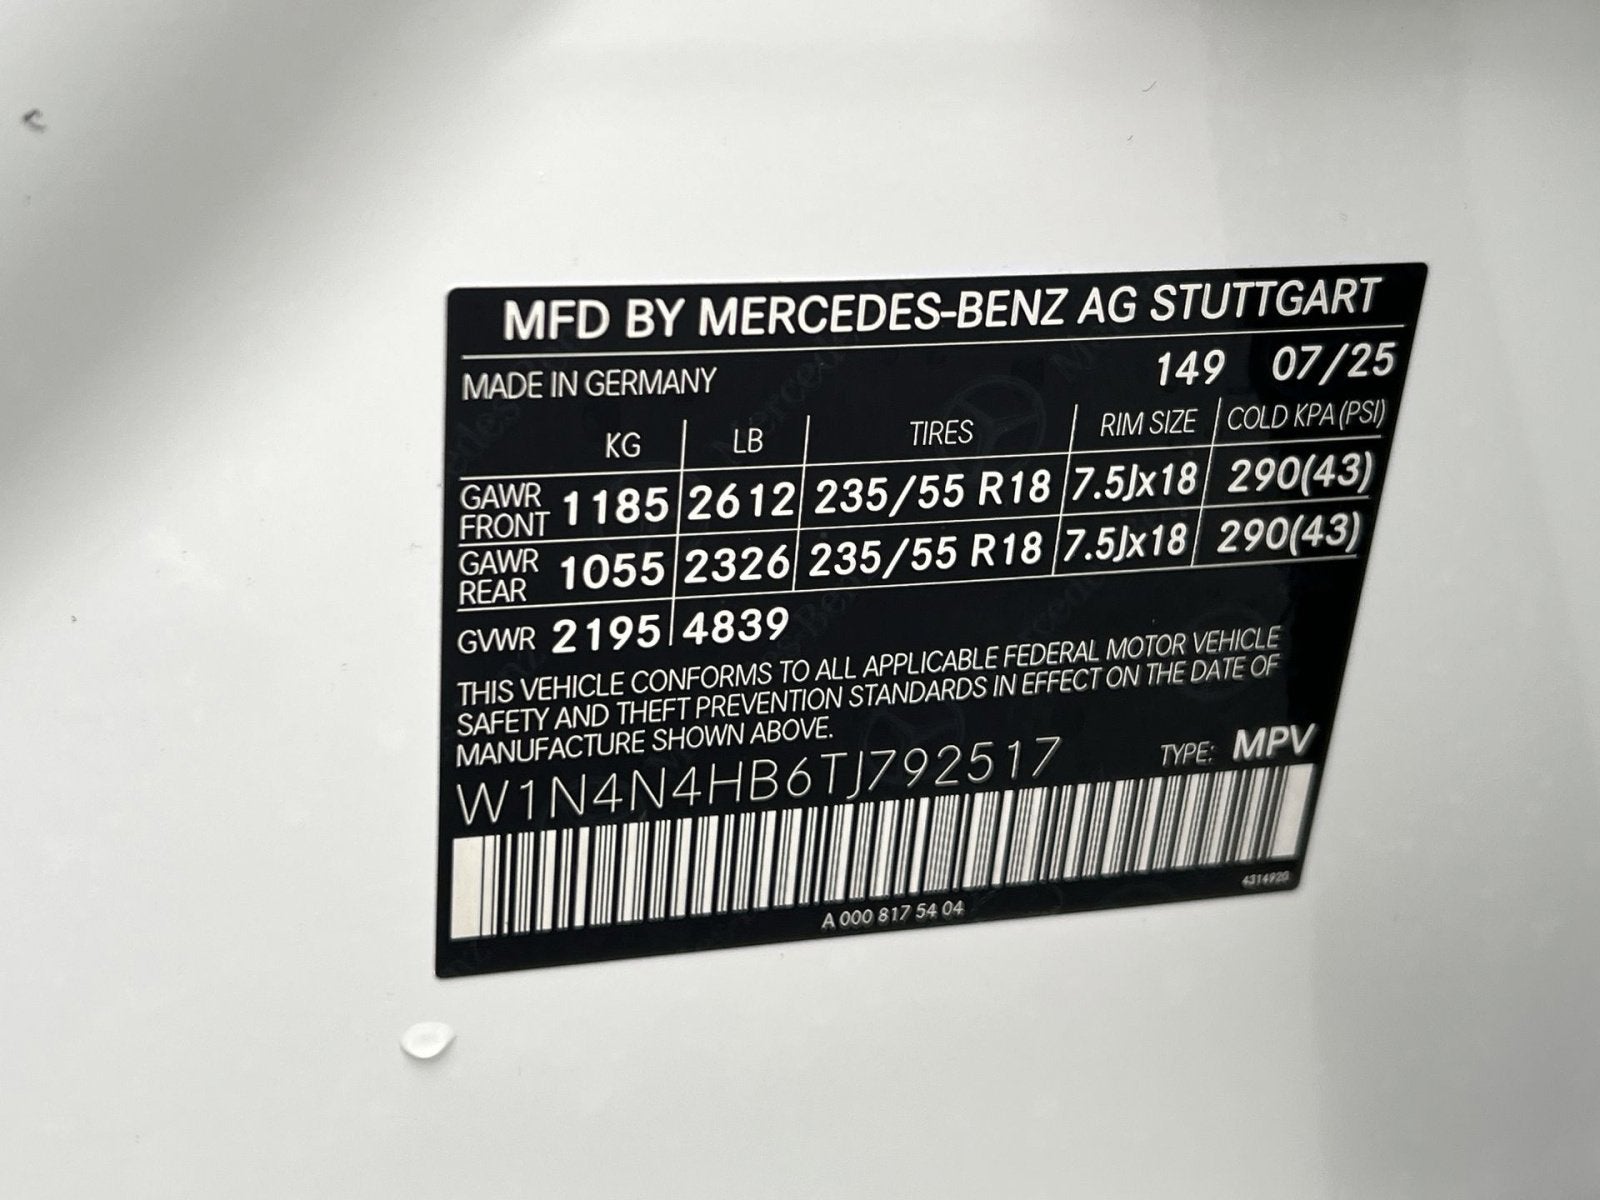 MFD BY MERCEDES-BENZ AG STUTTGART
MADE IN GERMANY 149 07/25
KG LB TIRES RIM SIZE COLD KPA (PSI)
GAWR FRONT 1185 2612 235/55 R18 7.5Jx18 290(43)
GAWR REAR 1055 2326 235/55 R18 7.5Jx18 290(43)
GVWR 2195 4839
THIS VEHICLE CONFORMS TO ALL APPLICABLE FEDERAL MOTOR VEHICLE
SAFETY AND THEFT PREVENTION STANDARDS IN EFFECT ON THE DATE OF
MANUFACTURE SHOWN ABOVE.
W1N4N4HB6TJ792517 TYPE: MPV
4314920
A 000 817 54 04